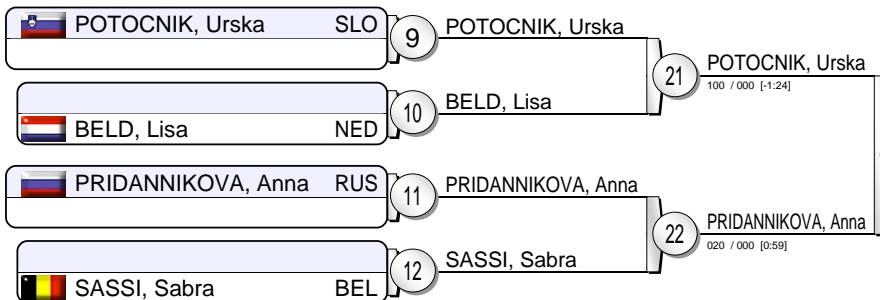 POTOCNIK, Urska SLO
9
POTOCNIK, Urska
21
POTOCNIK, Urska
100 / 000 [-1:24]
10
BELD, Lisa
BELD, Lisa NED
PRIDANNIKOVA, Anna RUS
11
PRIDANNIKOVA, Anna
22
PRIDANNIKOVA, Anna
020 / 000 [0:59]
12
SASSI, Sabra
SASSI, Sabra BEL